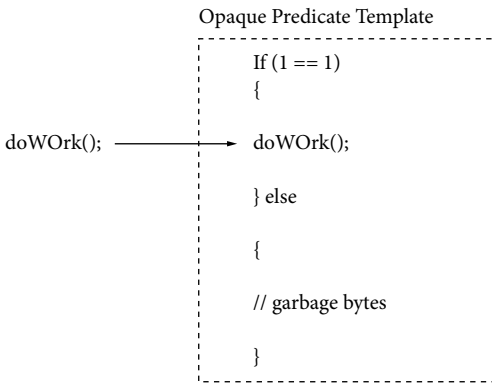 Opaque Predicate Template
If (1 == 1)
{
doWOrk();
doWOrk();
} else
{
// garbage bytes
}